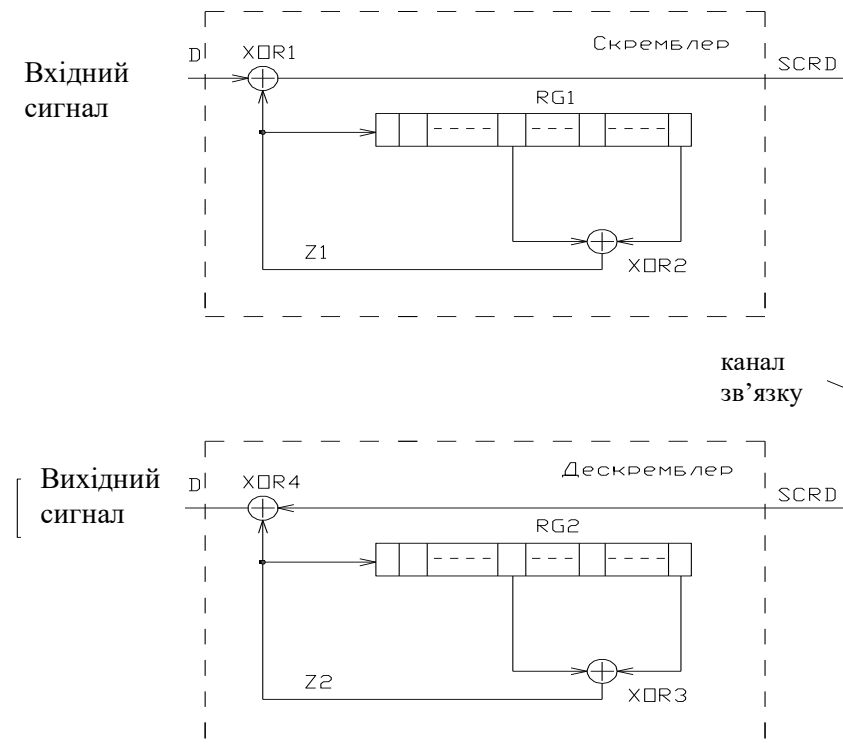 D
XOR1
Скремблер
SCRD
Вхідний
сигнал
RG1
Z1
XOR2
канал
зв’язку
D
XOR4
Дескремблер
SCRD
Вихідний
сигнал
RG2
Z2
XOR3